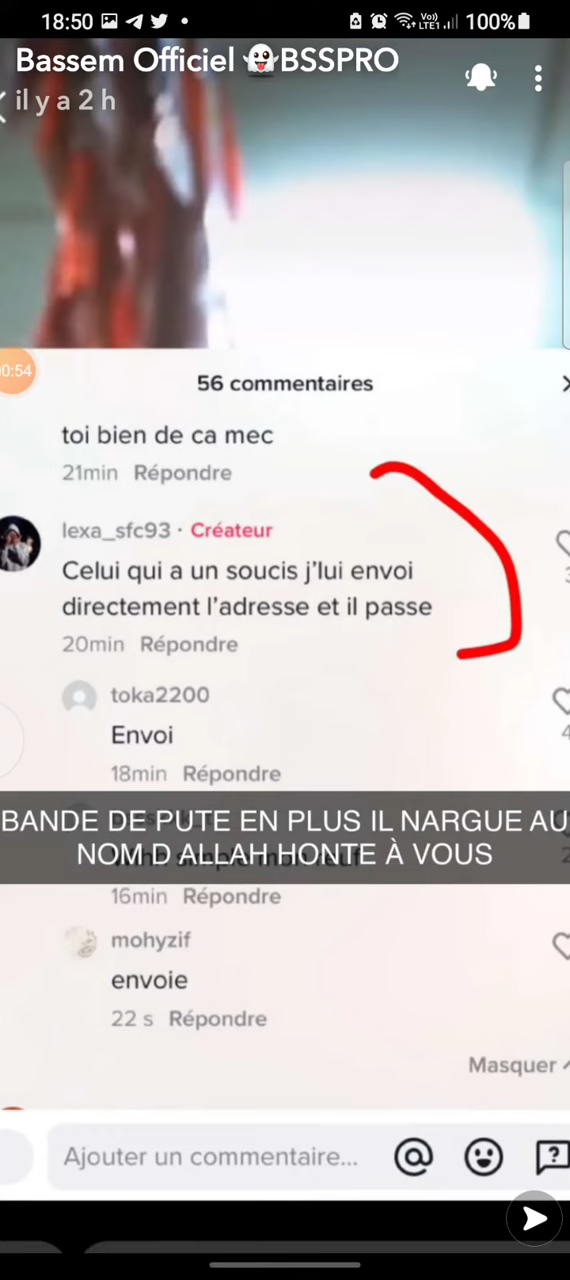 18:50
Vo))
LTE1
100%
Bassem Officiel 👻BSSPRO
il y a 2 h
0:54
56 commentaires
toi bien de ca mec
21min Répondre
lexa_sfc93 · Créateur
Celui qui a un soucis j'lui envoi
directement l'adresse et il passe
20min Répondre
toka2200
Envoi
18min Répondre
BANDE DE PUTE EN PLUS IL NARGUE AU
NOM D ALLAH HONTE À VOUS
16min Répondre
mohyzif
envoie
22 s Répondre
Masquer
Ajouter un commentaire...